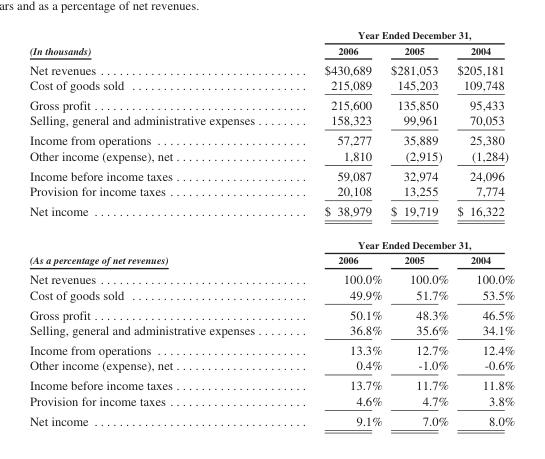 ars and as a percentage of net revenues.
Year Ended December 31,
(In thousands) 2006 2005 2004
Net revenues . . . . . . . . . . . . . . . . . . . . . . . . . . . . . . . . . $430,689 $281,053 $205,181
Cost of goods sold . . . . . . . . . . . . . . . . . . . . . . . . . . . . 215,089 145,203 109,748
Gross profit . . . . . . . . . . . . . . . . . . . . . . . . . . . . . . . . . . 215,600 135,850 95,433
Selling, general and administrative expenses . . . . . . . . 158,323 99,961 70,053
Income from operations . . . . . . . . . . . . . . . . . . . . . . . . 57,277 35,889 25,380
Other income (expense), net . . . . . . . . . . . . . . . . . . . . . 1,810 (2,915) (1,284)
Income before income taxes . . . . . . . . . . . . . . . . . . . . . 59,087 32,974 24,096
Provision for income taxes . . . . . . . . . . . . . . . . . . . . . . 20,108 13,255 7,774
Net income . . . . . . . . . . . . . . . . . . . . . . . . . . . . . . . . . . $ 38,979 $ 19,719 $ 16,322
Year Ended December 31,
(As a percentage of net revenues) 2006 2005 2004
Net revenues . . . . . . . . . . . . . . . . . . . . . . . . . . . . . . . . . 100.0% 100.0% 100.0%
Cost of goods sold . . . . . . . . . . . . . . . . . . . . . . . . . . . . 49.9% 51.7% 53.5%
Gross profit . . . . . . . . . . . . . . . . . . . . . . . . . . . . . . . . . . 50.1% 48.3% 46.5%
Selling, general and administrative expenses . . . . . . . . 36.8% 35.6% 34.1%
Income from operations . . . . . . . . . . . . . . . . . . . . . . . . 13.3% 12.7% 12.4%
Other income (expense), net . . . . . . . . . . . . . . . . . . . . . 0.4% -1.0% -0.6%
Income before income taxes . . . . . . . . . . . . . . . . . . . . . 13.7% 11.7% 11.8%
Provision for income taxes . . . . . . . . . . . . . . . . . . . . . . 4.6% 4.7% 3.8%
Net income . . . . . . . . . . . . . . . . . . . . . . . . . . . . . . . . . . 9.1% 7.0% 8.0%